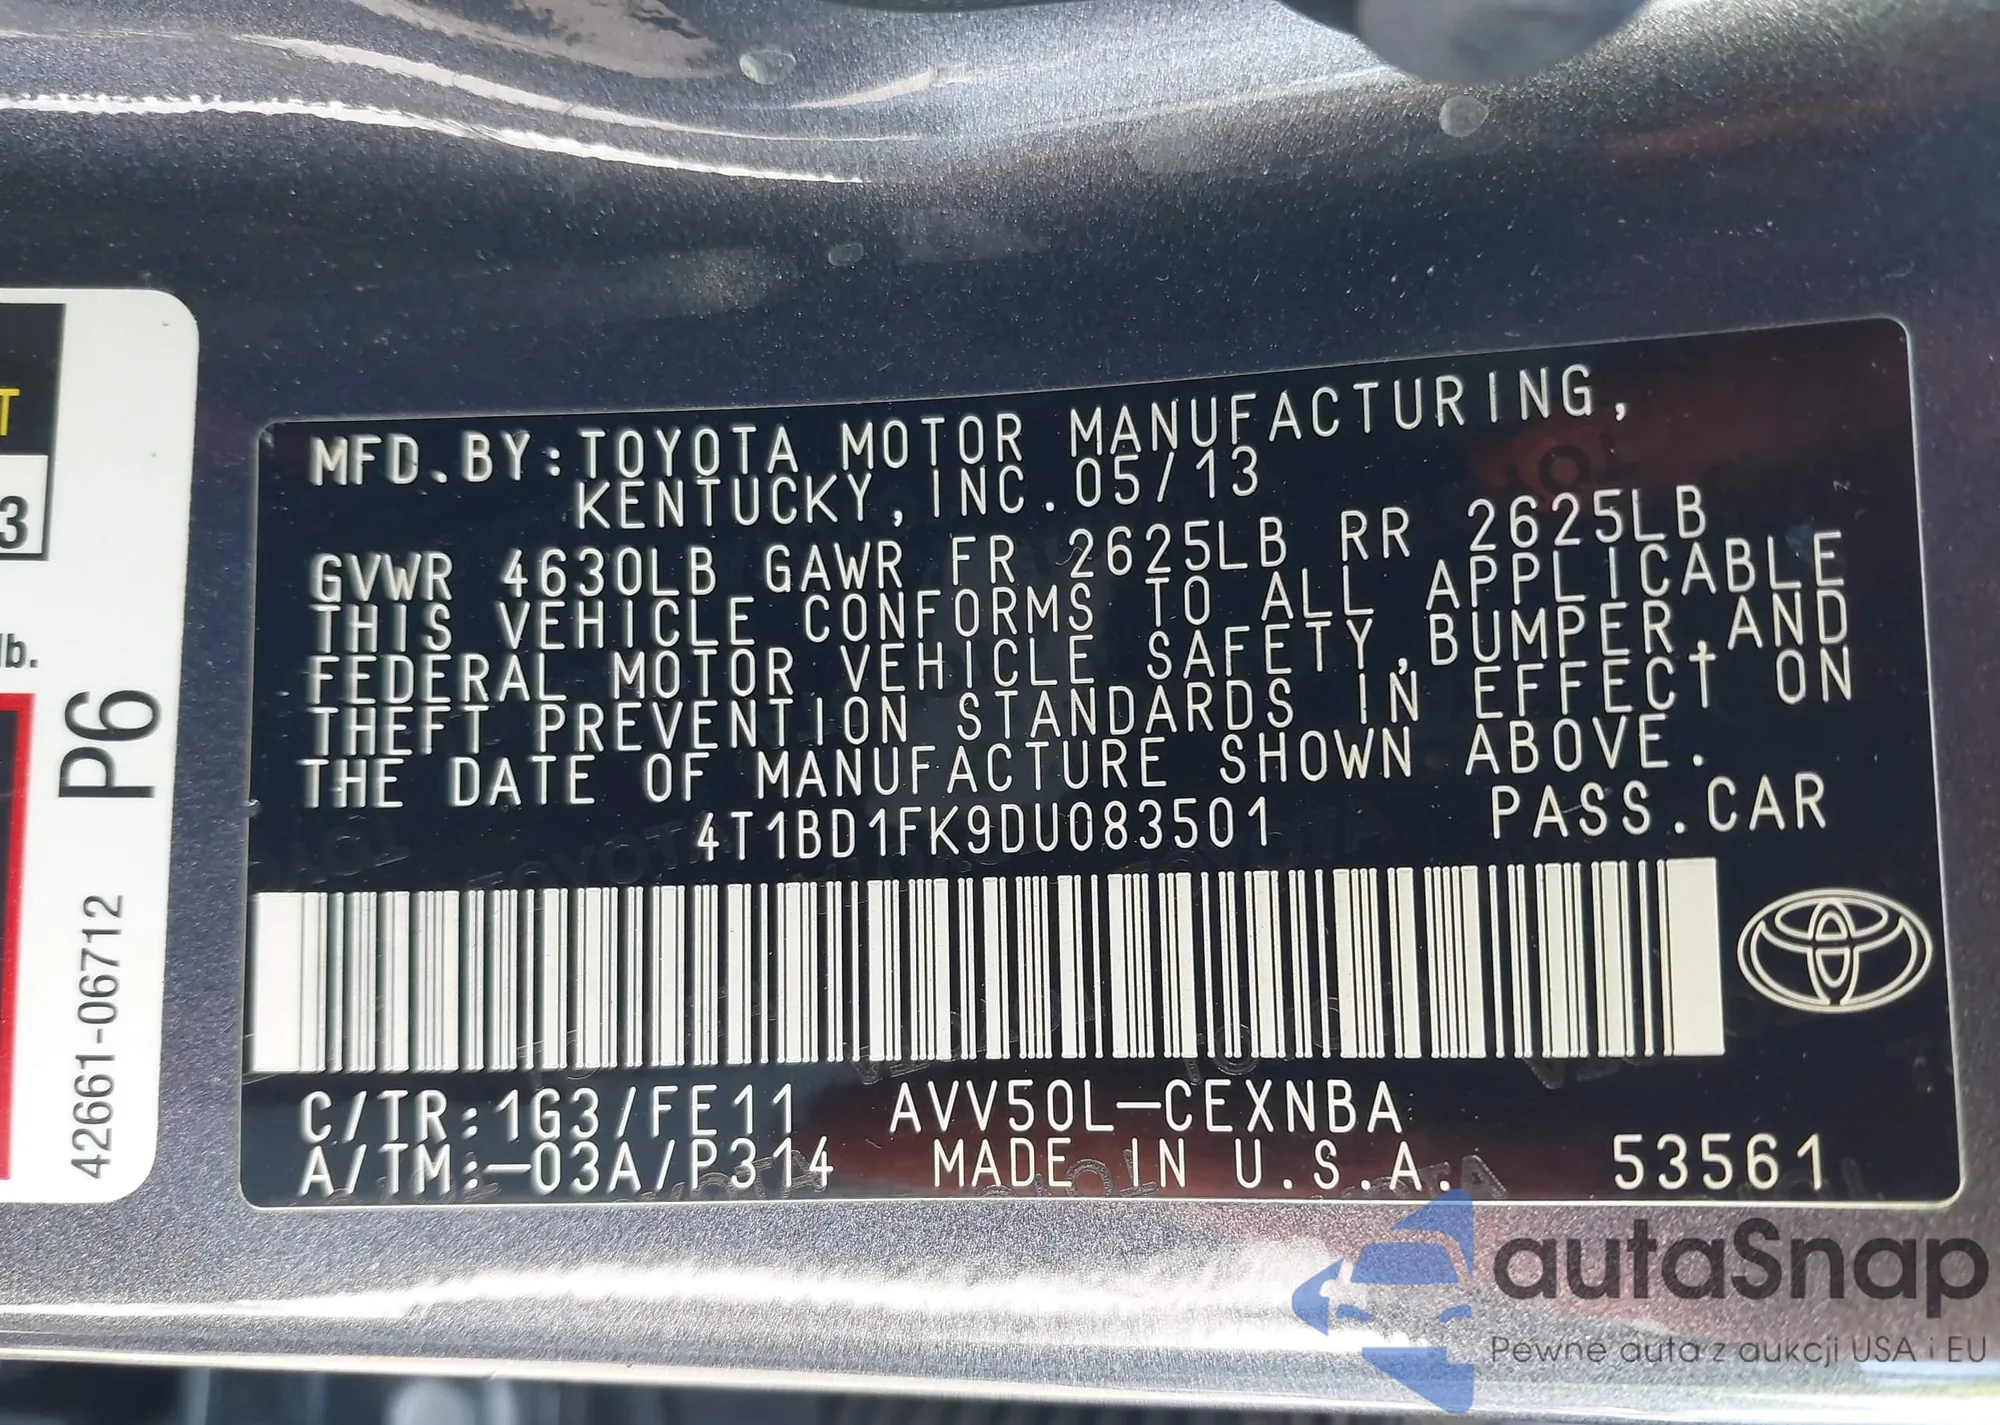 T
3
lb.
P6
42661-06712
MFD.BY:TOYOTA MOTOR MANUFACTURING,
KENTUCKY,INC.05/13
GVWR 4630LB GAWR FR 2625LB RR 2625LB
THIS VEHICLE CONFORMS TO ALL APPLICABLE
FEDERAL MOTOR VEHICLE SAFETY,BUMPER,AND
THEFT PREVENTION STANDARDS IN EFFECT ON
THE DATE OF MANUFACTURE SHOWN ABOVE.
4T1BD1FK9DU083501 PASS.CAR
C/TR:1G3/FE11 AVV50L-CEXNBA
A/TM:-03A/P314 MADE IN U.S.A. 53561
autaSnap
Pewne auta z aukcji USA i EU